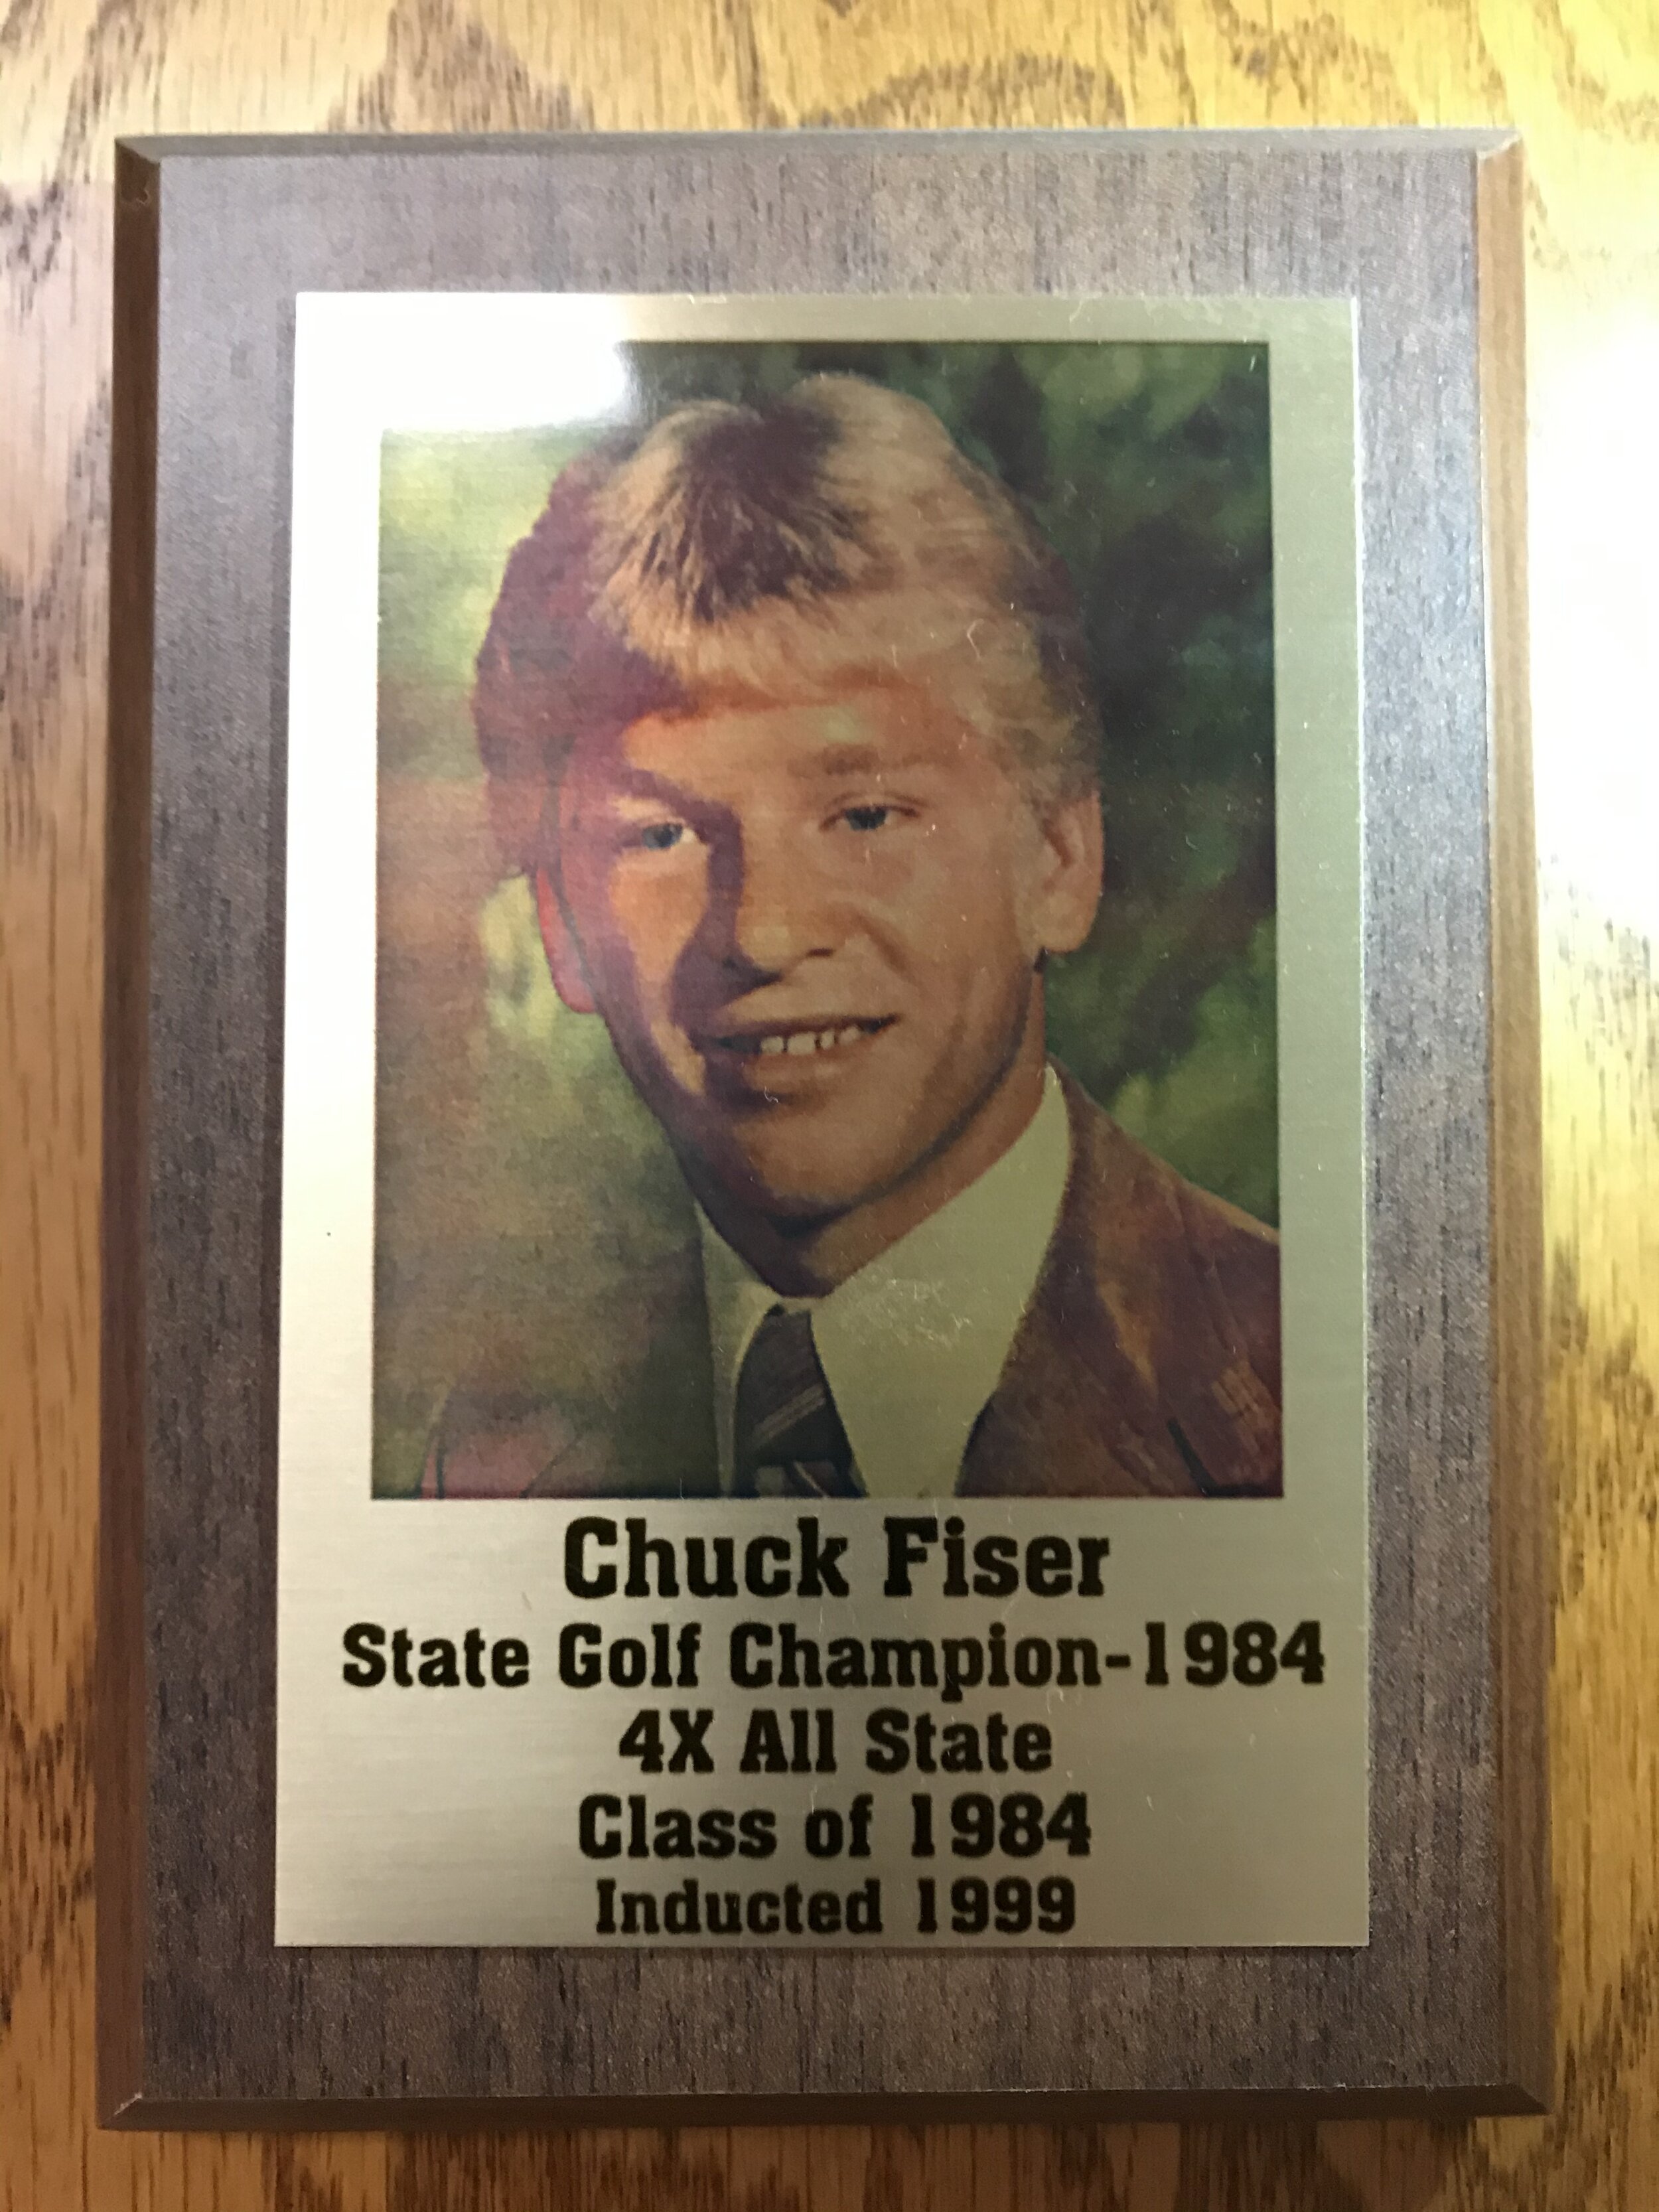 Chuck Fiser
State Golf Champion-1984
4X All State
Class of 1984
Inducted 1999